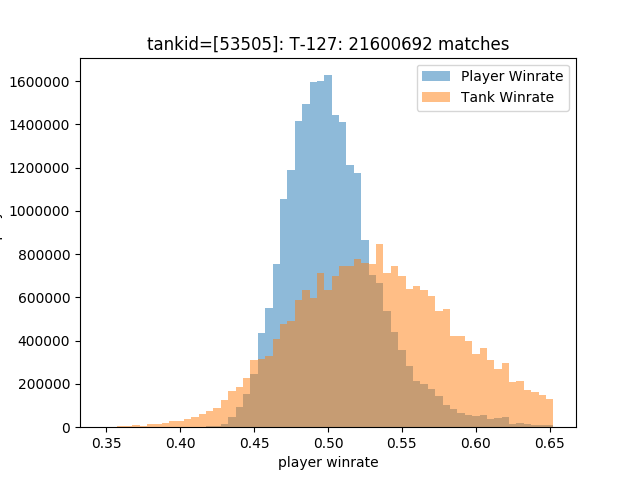 tankid=[53505]: T-127: 21600692 matches
Player Winrate
Tank Winrate
1600000
1400000
1200000
1000000
800000
600000
400000
200000
0
0.35 0.40 0.45 0.50 0.55 0.60 0.65
player winrate